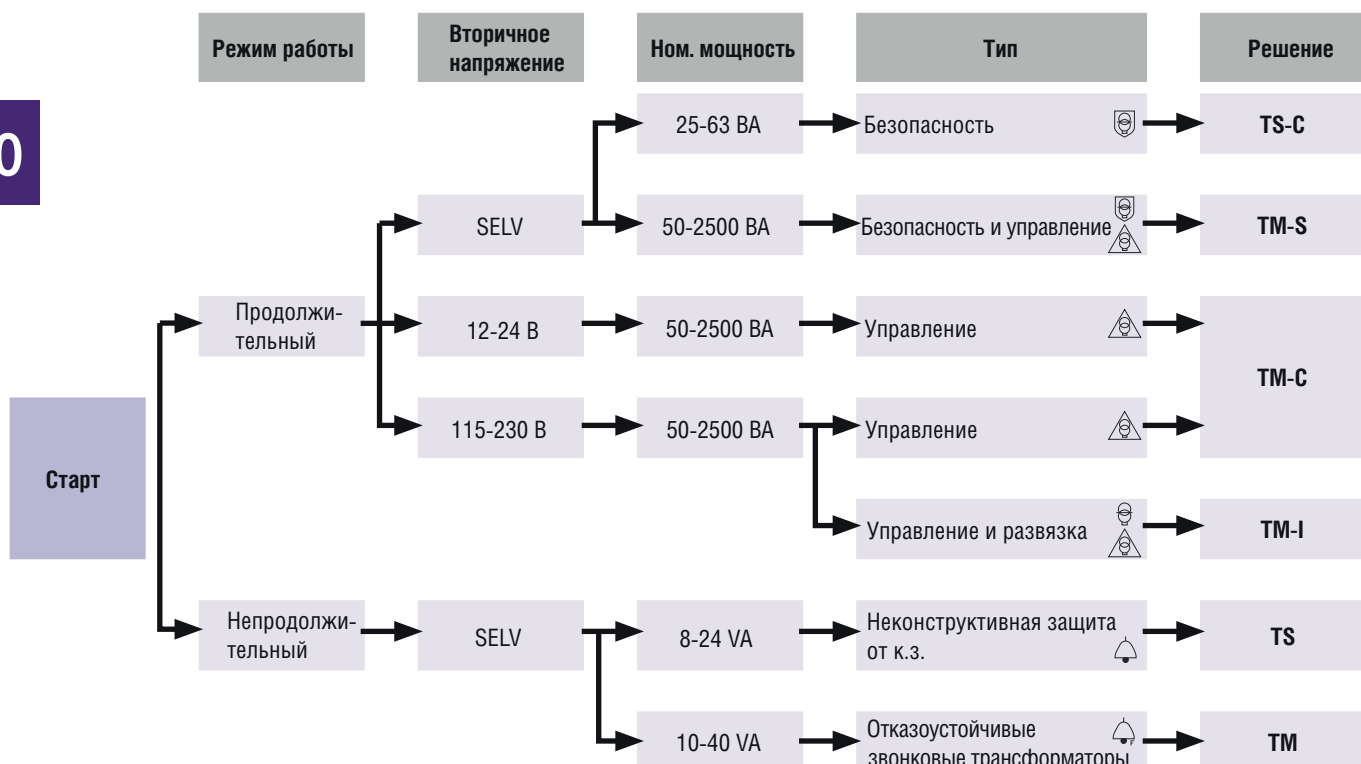 Режим работы
Вторичное
напряжение
Ном. мощность
Тип
Решение
0
25-63 ВА
Безопасность
TS-C
SELV
50-2500 ВА
Безопасность и управление
TM-S
Продолжи-
тельный
12-24 В
50-2500 ВА
Управление
TM-C
115-230 В
50-2500 ВА
Управление
Старт
Управление и развязка
TM-I
Непродолжи-
тельный
SELV
8-24 VA
Неконструктивная защита
от к.з.
TS
10-40 VA
Отказоустойчивые
звонковые трансформаторы
F
TM